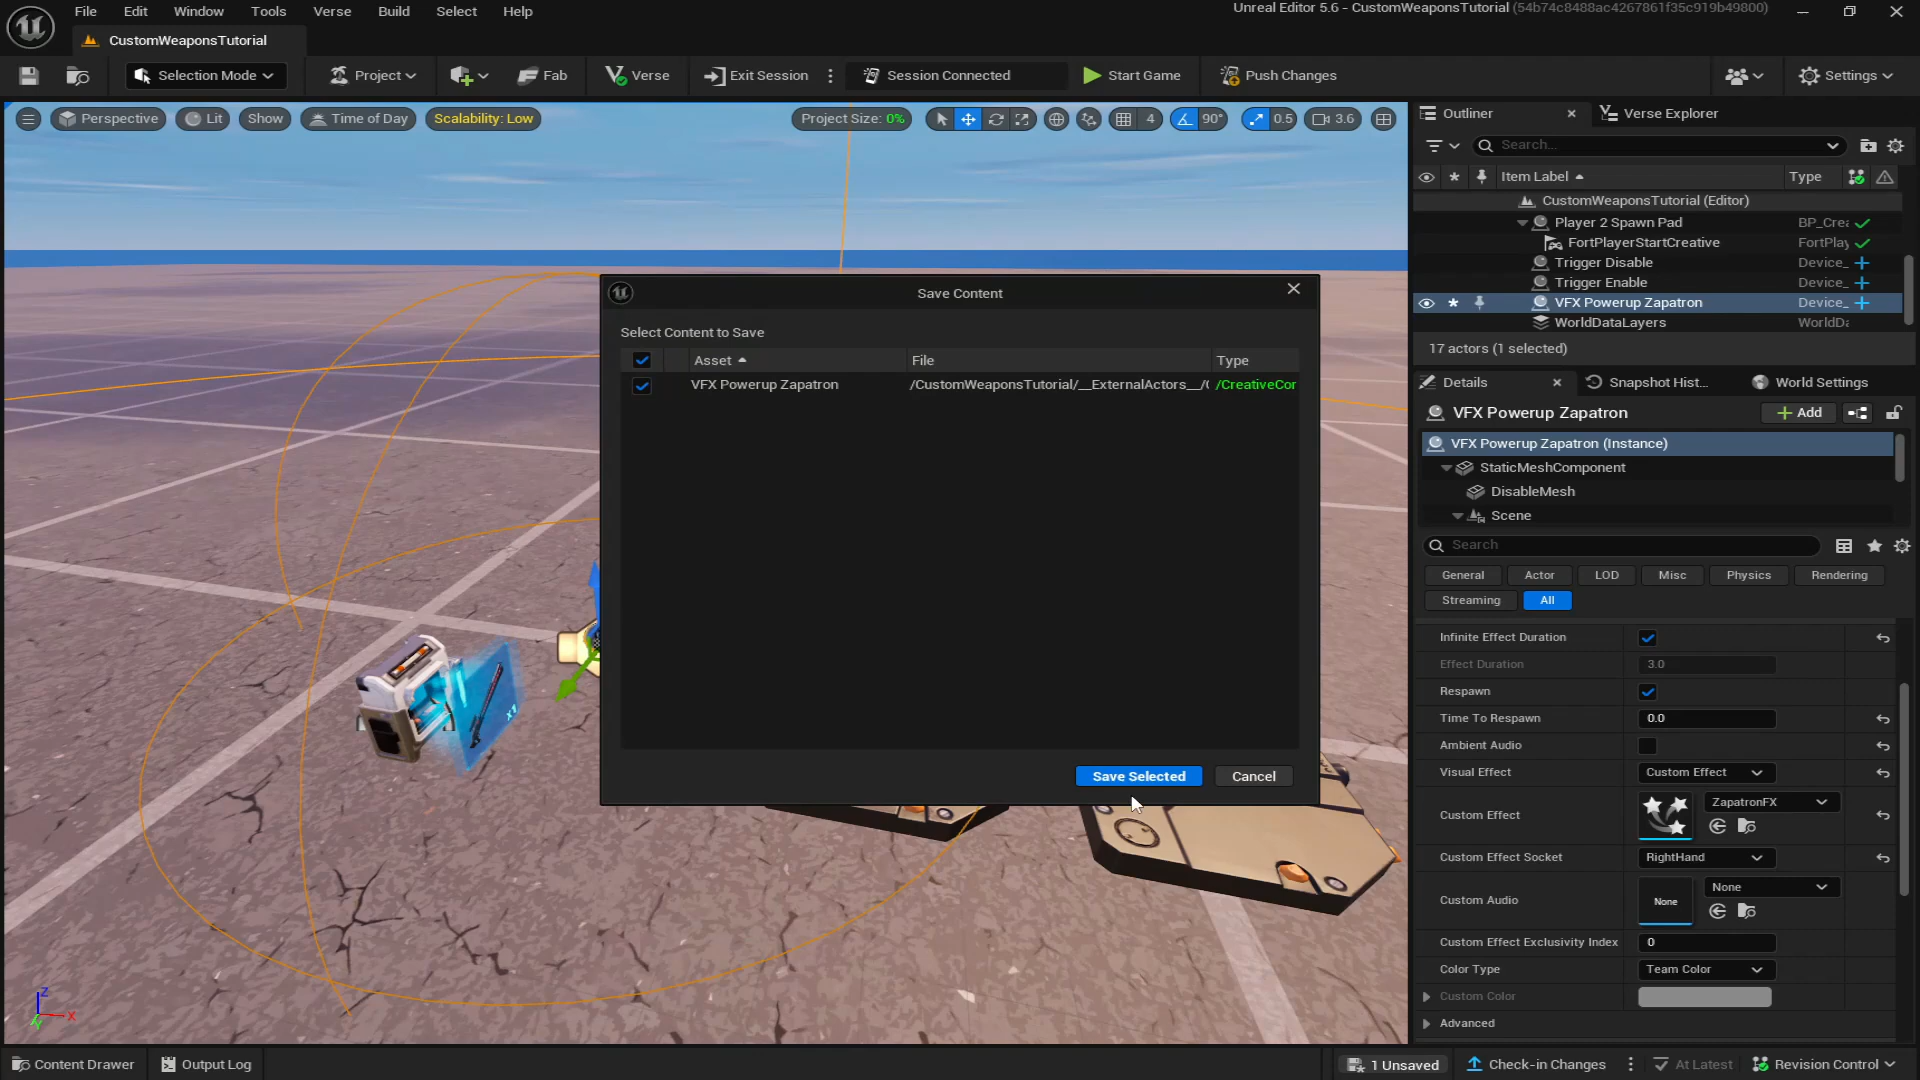 File Edit Window Tools Verse Build Select Help
Unreal Editor 5.6 - CustomWeaponsTutorial (54b74c8488ac4267861f35c919b49800)
CustomWeaponsTutorial
Selection Mode Project Fab Verse Exit Session Session Connected Start Game Push Changes Settings
Perspective Lit Show Time of Day Scalability: Low Project Size: 0% 4 90° 0.5 3.6
Outliner Verse Explorer
Search...
Item Label Type
CustomWeaponsTutorial (Editor)
Player 2 Spawn Pad BP_Crea
FortPlayerStartCreative FortPlay
Trigger Disable Device_
Trigger Enable Device_
VFX Powerup Zapatron Device_
WorldDataLayers WorldDa
17 actors (1 selected)
Save Content
Select Content to Save
Asset File Type
VFX Powerup Zapatron /CustomWeaponsTutorial/__ExternalActors__/ /CreativeCor
Save Selected Cancel
x1
Details Snapshot Hist... World Settings
VFX Powerup Zapatron Add
VFX Powerup Zapatron (Instance)
StaticMeshComponent
DisableMesh
Scene
Search
General Actor LOD Misc Physics Rendering
Streaming All
Infinite Effect Duration
Effect Duration 3.0
Respawn
Time To Respawn 0.0
Ambient Audio
Visual Effect Custom Effect
Custom Effect ZapatronFX
Custom Effect Socket RightHand
Custom Audio None None
Custom Effect Exclusivity Index 0
Color Type Team Color
Custom Color
Advanced
Z
X
Y
Content Drawer Output Log 1 Unsaved Check-in Changes At Latest Revision Control